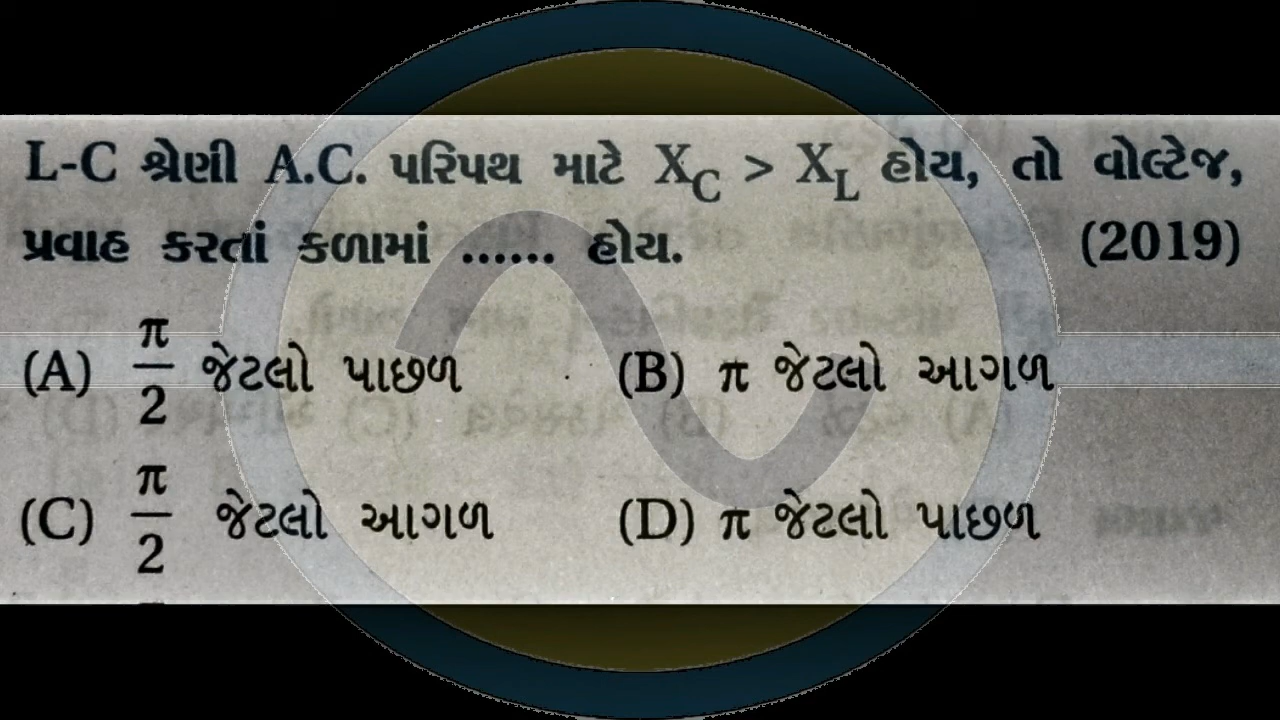 L-C શ્રેણી A.C. પરિપથ માટે X_C > X_L હોય, તો વોલ્ટેજ,
પ્રવાહ કરતાં કળામાં ...... હોય. (2019)
(A) π/2 જેટલો પાછળ (B) π જેટલો આગળ
(C) π/2 જેટલો આગળ (D) π જેટલો પાછળ